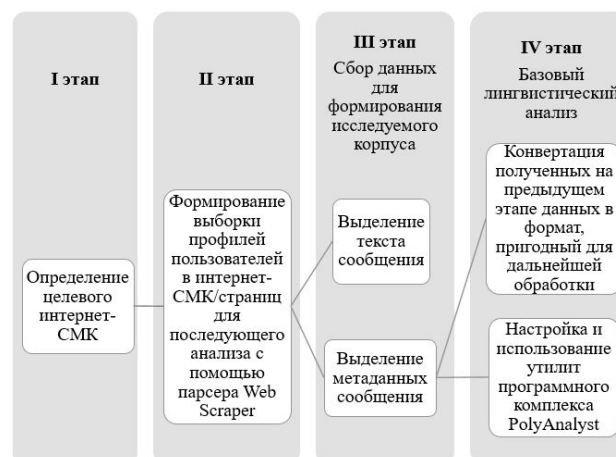 I этап
Определение
целевого
интернет-
СМК
II этап
Формирование
выборки
профилей
пользователей
в интернет-
СМК/страниц
для
последующего
анализа с
помощью
парсера Web
Scraper
III этап
Сбор данных
для
формирования
исследуемого
корпуса
Выделение
текста
сообщения
Выделение
метаданных
сообщения
IV этап
Базовый
лингвистический
анализ
Конвертация
полученных на
предыдущем
этапе данных в
формат,
пригодный для
дальнейшей
обработки
Настройка и
использование
утилит
программного
комплекса
PolyAnalyst